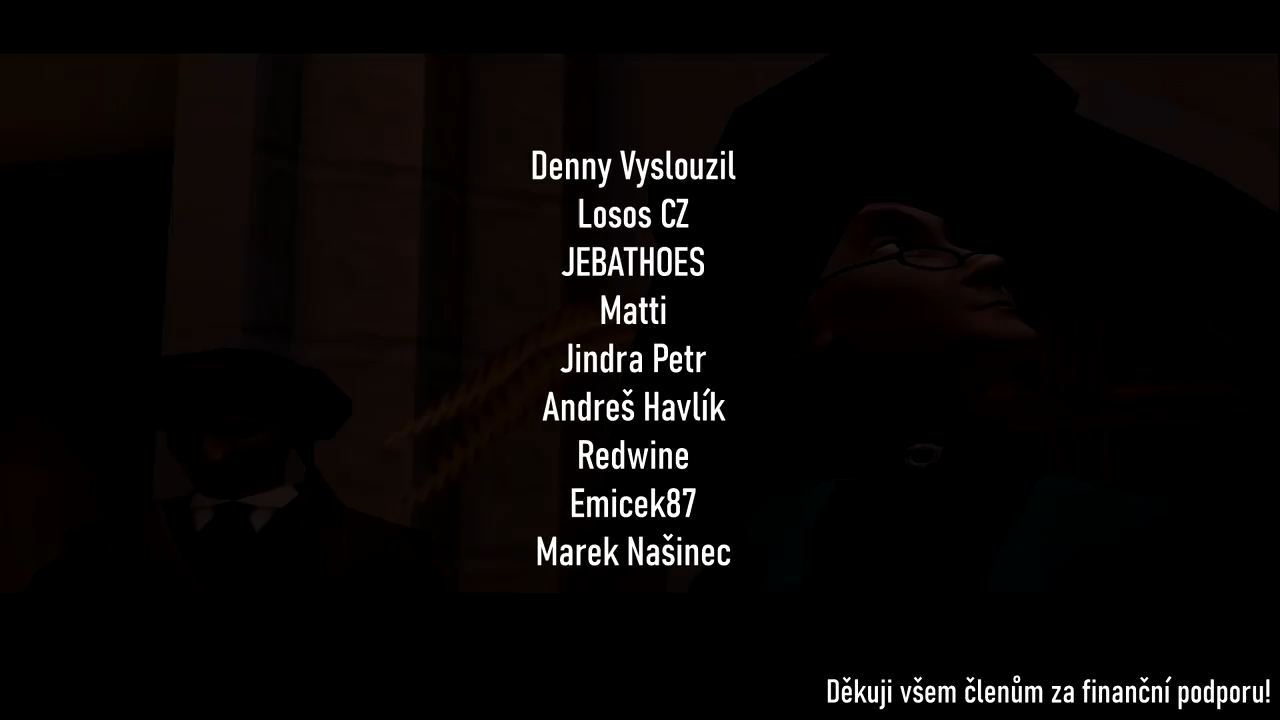 Denny Vyslouzil
Losos CZ
JEBATHOES
Matti
Jindra Petr
Andreš Havlík
Redwine
Emicek87
Marek Našinec
Děkuji všem členům za finanční podporu!